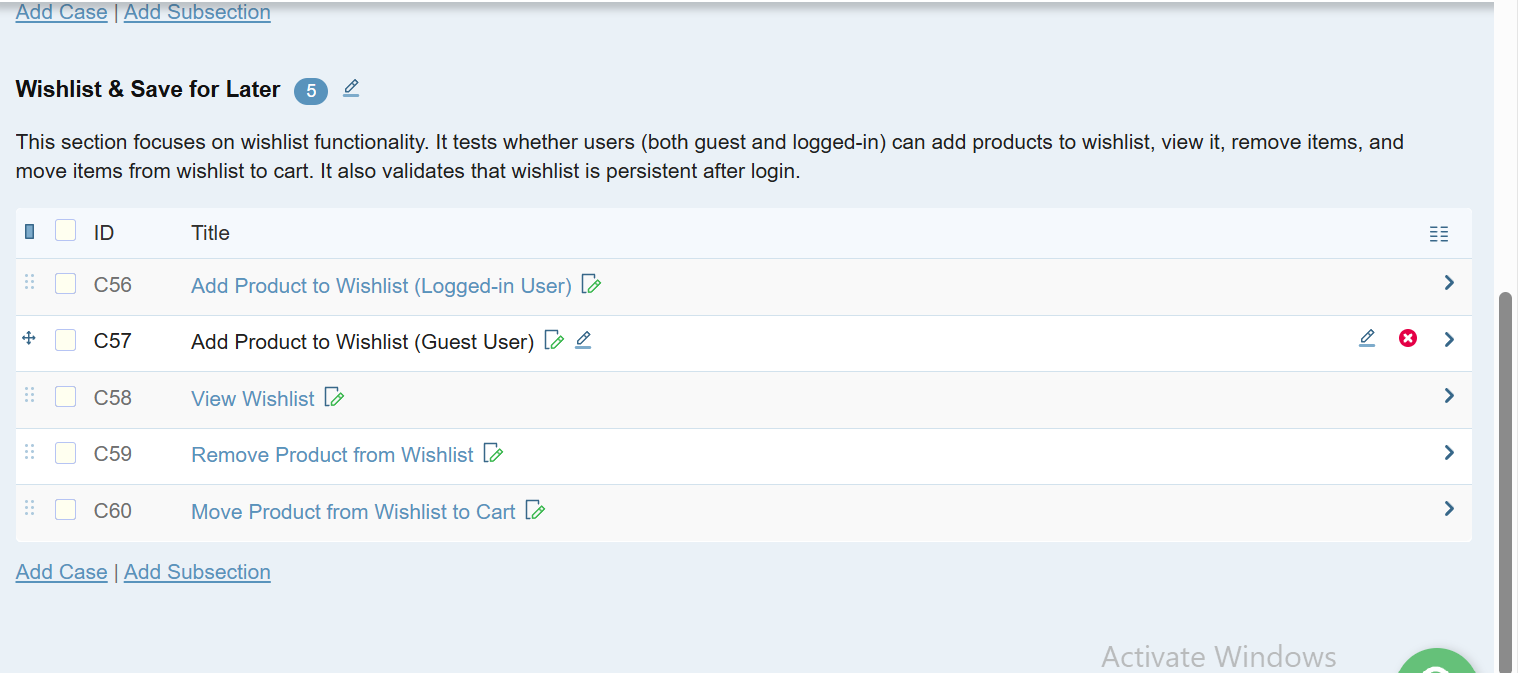 Add Case | Add Subsection
Wishlist & Save for Later 5
This section focuses on wishlist functionality. It tests whether users (both guest and logged-in) can add products to wishlist, view it, remove items, and
move items from wishlist to cart. It also validates that wishlist is persistent after login.
ID Title
C56 Add Product to Wishlist (Logged-in User)
C57 Add Product to Wishlist (Guest User)
C58 View Wishlist
C59 Remove Product from Wishlist
C60 Move Product from Wishlist to Cart
Add Case | Add Subsection
Activate Windows